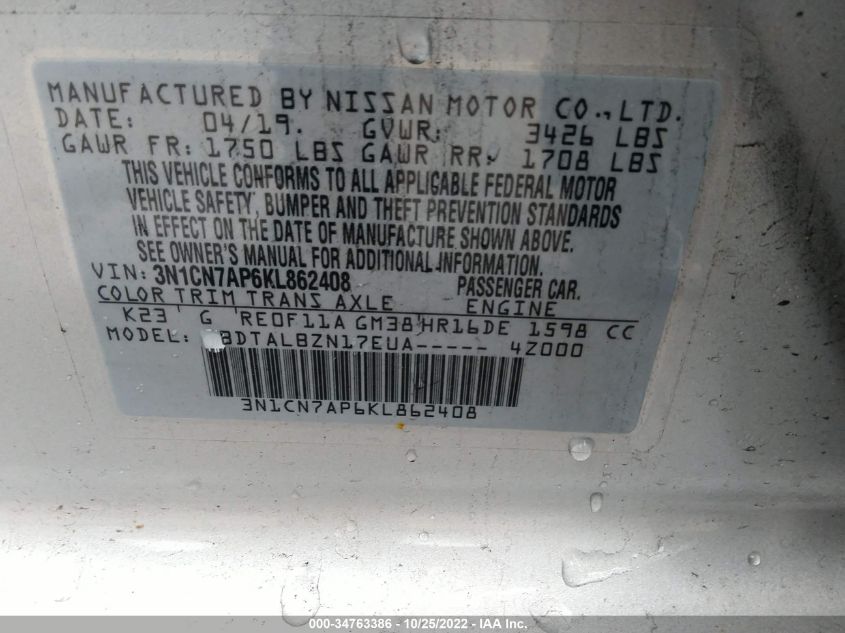 MANUFACTURED BY NISSAN MOTOR CO., LTD.
DATE: 04/19. GVWR: 3426 LBS
GAWR FR: 1750 LBS GAWR RR: 1708 LBS
THIS VEHICLE CONFORMS TO ALL APPLICABLE FEDERAL MOTOR
VEHICLE SAFETY, BUMPER AND THEFT PREVENTION STANDARDS
IN EFFECT ON THE DATE OF MANUFACTURE SHOWN ABOVE.
SEE OWNER'S MANUAL FOR ADDITIONAL INFORMATION.
VIN: 3N1CN7AP6KL862408 PASSENGER CAR.
COLOR TRIM TRANS AXLE ENGINE
K23 G RE0F11A GM38 HR16DE 1598 CC
MODEL: BDTALBZN17EUA----- 4Z000
3N1CN7AP6KL862408
000-34763386 - 10/25/2022 - IAA Inc.